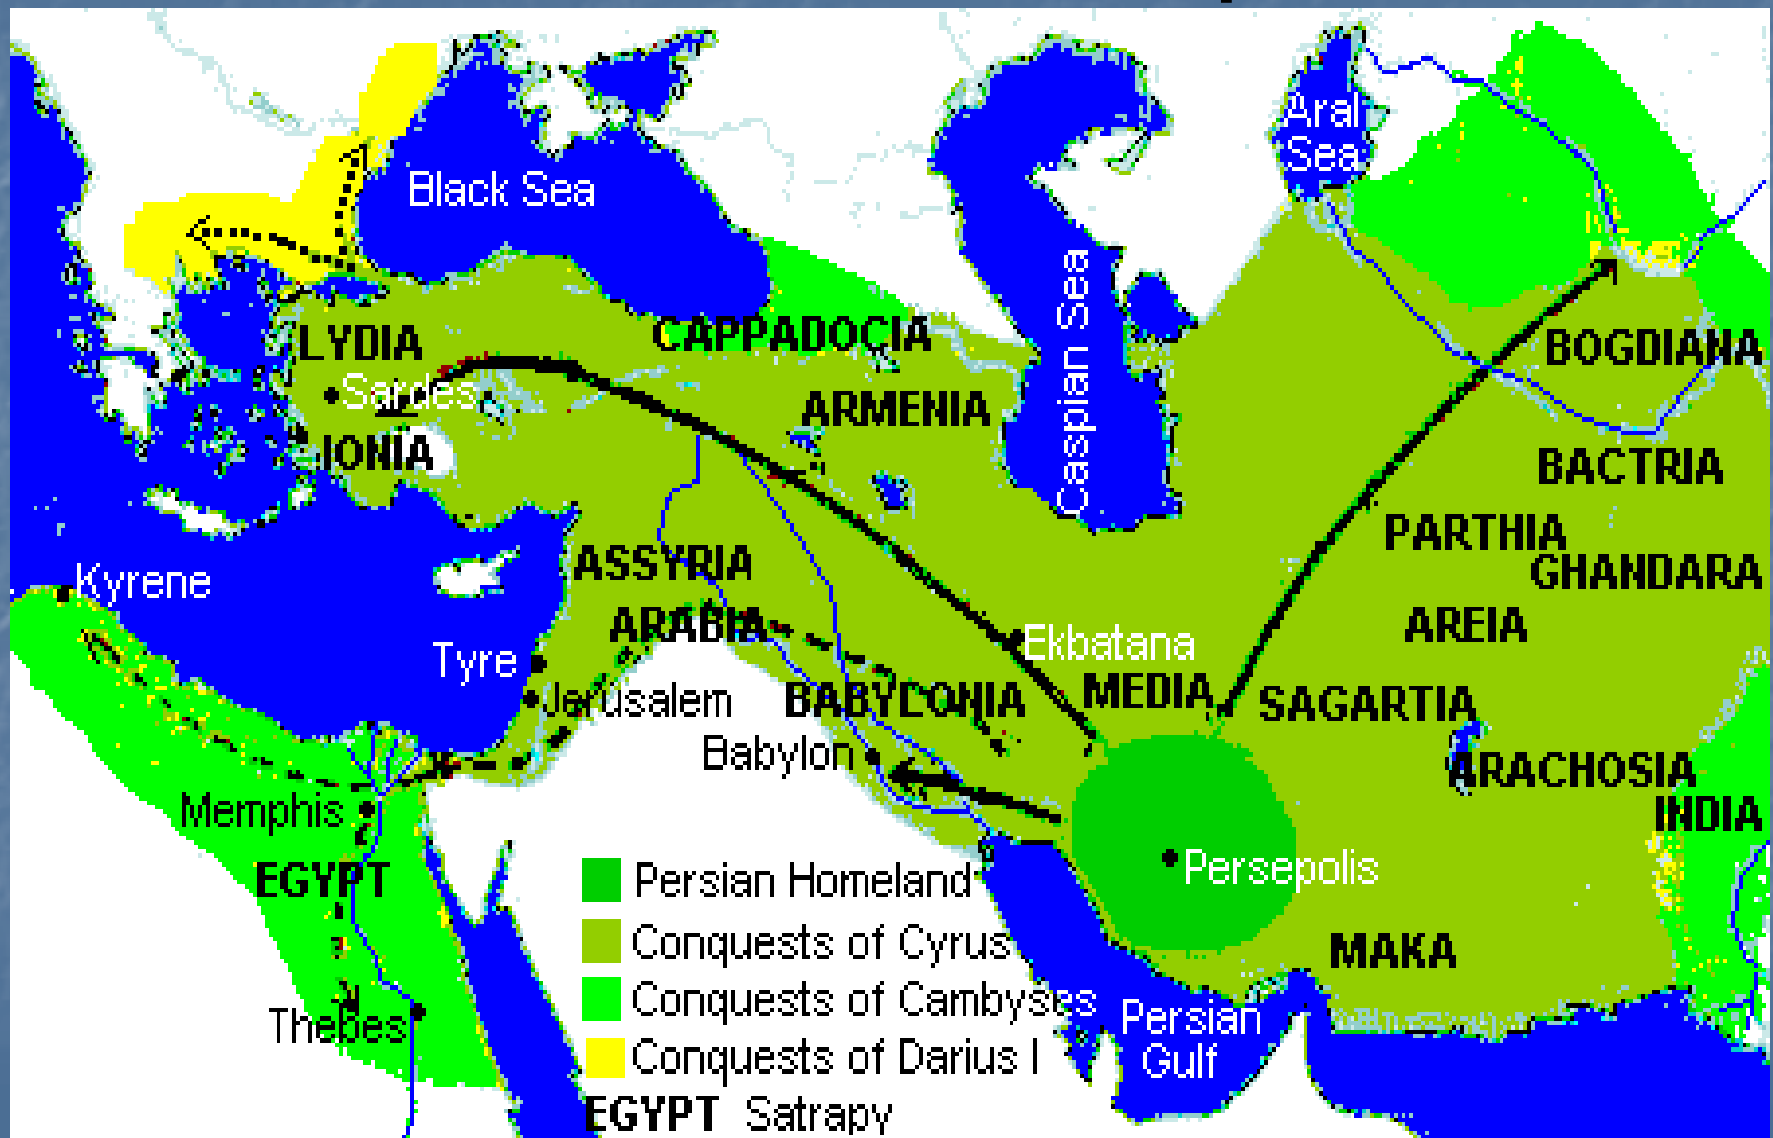 Aral
Sea
Black Sea
Caspian Sea
LYDIA
CAPPADOCIA
BOGDIANA
Sardes
ARMENIA
IONIA
BACTRIA
PARTHIA
ASSYRIA
GHANDARA
Kyrene
ARABIA
AREIA
Ekbatana
Tyre
MEDIA
Jerusalem
BABYLONIA
SAGARTIA
Babylon
ARACHOSIA
Memphis
INDIA
EGYPT
Persian Homeland
Persepolis
Conquests of Cyrus
MAKA
Conquests of Cambyses
Persian
Gulf
Thebes
Conquests of Darius I
EGYPT Satrapy